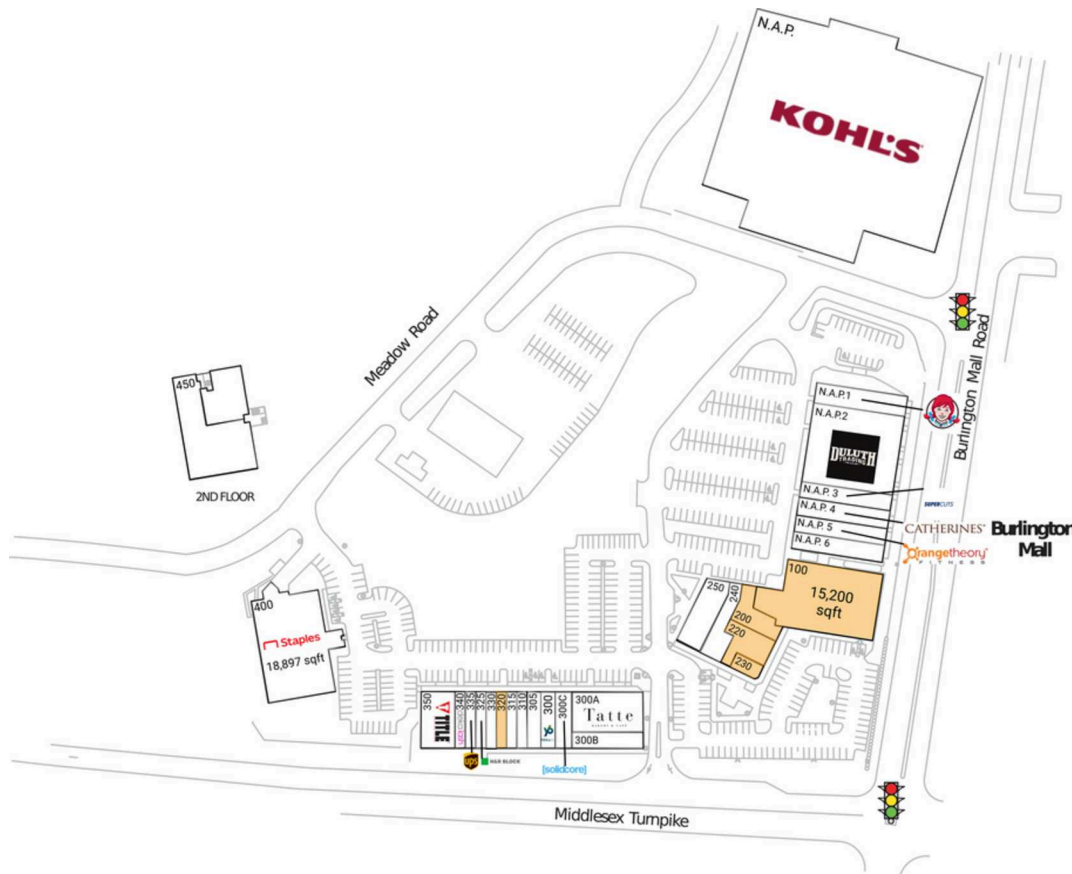 N.A.P.
KOHL'S
Meadow Road
Burlington Mall Road
450
2ND FLOOR
N.A.P.1
N.A.P.2
DULUTH
TRADING
N.A.P. 3
N.A.P. 4
N.A.P. 5
N.A.P. 6
SUPERCUTS
CATHERINES
Burlington
Mall
Orangetheory
FITNESS
100
15,200
sqft
250
240
200
220
230
400
Staples
18,897 sqft
350
TITLE
340
335
325
330
320
315
310
305
300
300C
300A
Tatte
300B
ups
H&R BLOCK
[solidcore]
Middlesex Turnpike